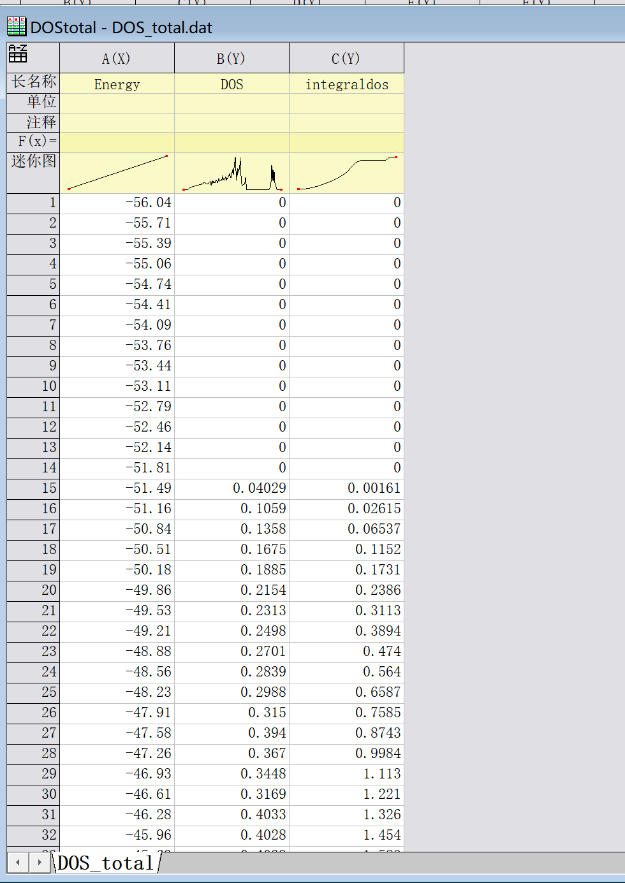 DOStotal - DOS_total.dat
A(X) B(Y) C(Y)
长名称 Energy DOS integraldos
单位
注释
F(x)=
迷你图
1 -56.04 0 0
2 -55.71 0 0
3 -55.39 0 0
4 -55.06 0 0
5 -54.74 0 0
6 -54.41 0 0
7 -54.09 0 0
8 -53.76 0 0
9 -53.44 0 0
10 -53.11 0 0
11 -52.79 0 0
12 -52.46 0 0
13 -52.14 0 0
14 -51.81 0 0
15 -51.49 0.04029 0.00161
16 -51.16 0.1059 0.02615
17 -50.84 0.1358 0.06537
18 -50.51 0.1675 0.1152
19 -50.18 0.1885 0.1731
20 -49.86 0.2154 0.2386
21 -49.53 0.2313 0.3113
22 -49.21 0.2498 0.3894
23 -48.88 0.2701 0.474
24 -48.56 0.2839 0.564
25 -48.23 0.2988 0.6587
26 -47.91 0.315 0.7585
27 -47.58 0.394 0.8743
28 -47.26 0.367 0.9984
29 -46.93 0.3448 1.113
30 -46.61 0.3169 1.221
31 -46.28 0.4033 1.326
32 -45.96 0.4028 1.454
DOS_total